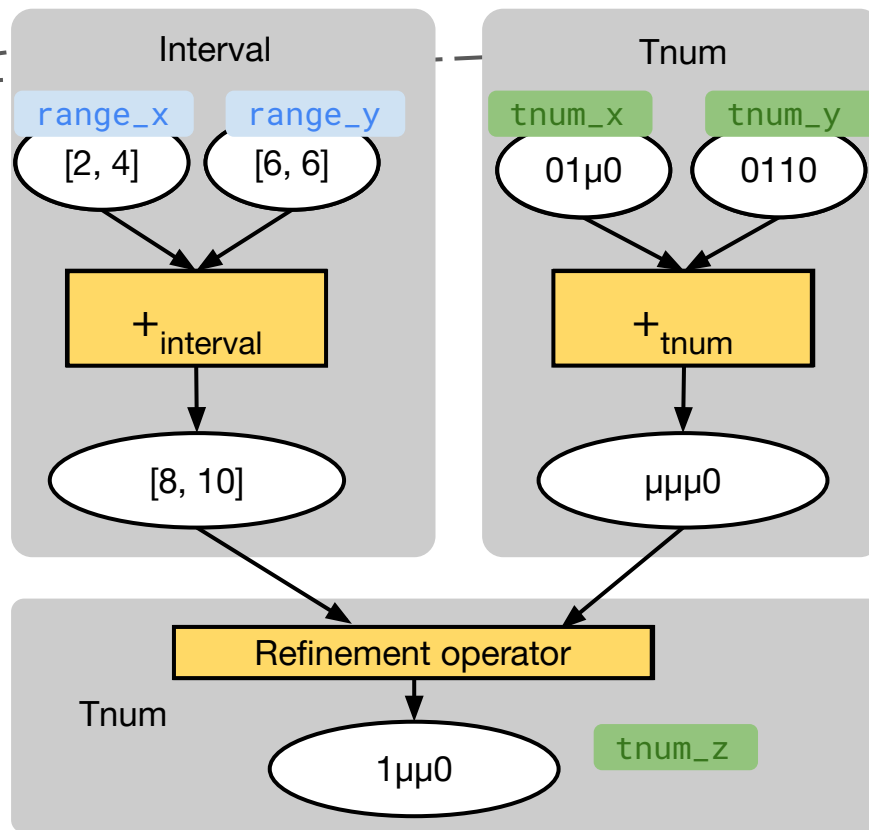 Interval
range_x
range_y
[2, 4]
[6, 6]
+interval
[8, 10]
Tnum
tnum_x
tnum_y
01µ0
0110
+tnum
µµµ0
Refinement operator
Tnum
1µµ0
tnum_z